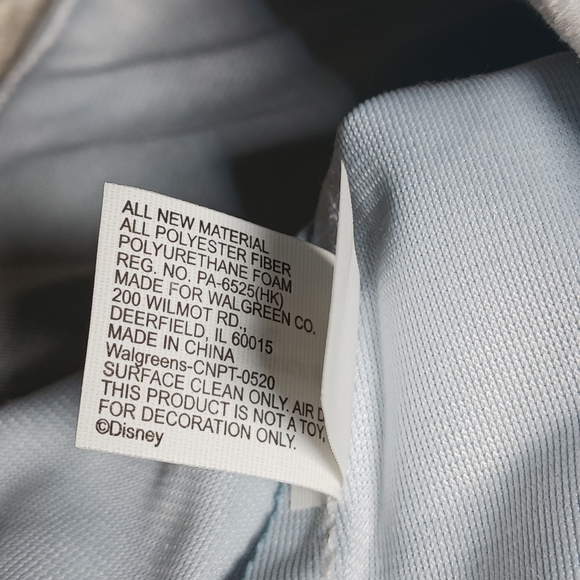 ALL NEW MATERIAL
ALL POLYESTER FIBER
POLYURETHANE FOAM
REG. NO. PA-6525(HK)
MADE FOR WALGREEN CO.
200 WILMOT RD.,
DEERFIELD, IL 60015
MADE IN CHINA
Walgreens-CNPT-0520
SURFACE CLEAN ONLY. AIR
THIS PRODUCT IS NOT A TOY,
FOR DECORATION ONLY.
©Disney